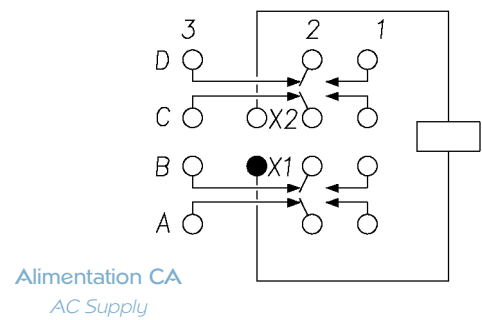 3 2 1
D
C X2
B X1
A
Alimentation CA
AC Supply